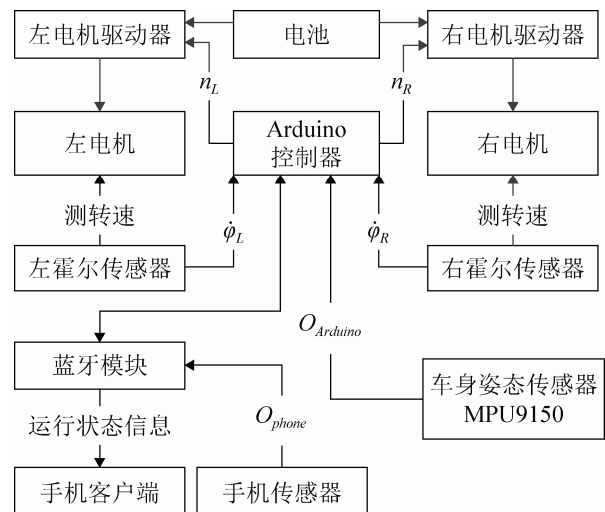 左电机驱动器
电池
右电机驱动器
n_L
n_R
左电机
Arduino
控制器
右电机
测转速
测转速
φ̇_L
φ̇_R
左霍尔传感器
右霍尔传感器
O_Arduino
蓝牙模块
车身姿态传感器
MPU9150
运行状态信息
O_phone
手机客户端
手机传感器